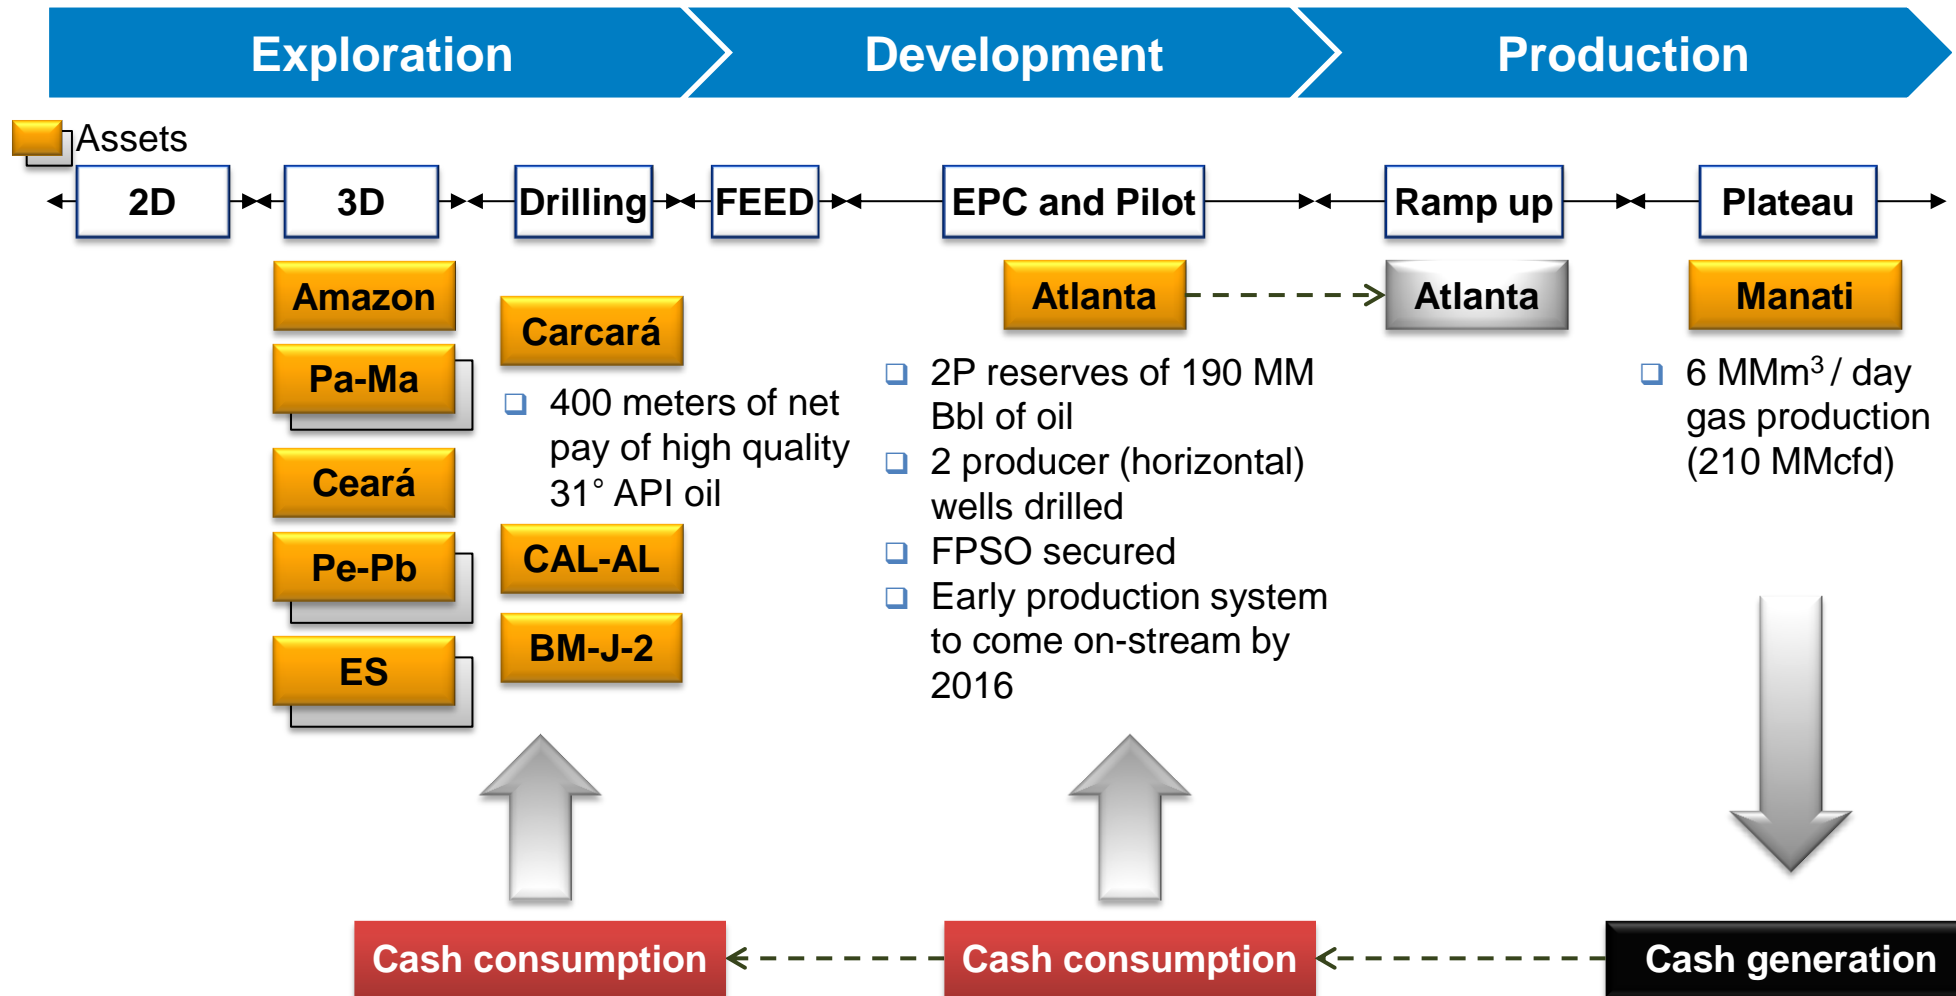 Exploration
Development
Production
Assets
2D
3D
Drilling
FEED
EPC and Pilot
Ramp up
Plateau
Amazon
Pa-Ma
Ceará
Pe-Pb
ES
Carcará
400 meters of net
pay of high quality
31° API oil
CAL-AL
BM-J-2
Atlanta
2P reserves of 190 MM
Bbl of oil
2 producer (horizontal)
wells drilled
FPSO secured
Early production system
to come on-stream by
2016
Atlanta
Manati
6 MMm³ / day
gas production
(210 MMcfd)
Cash consumption
Cash consumption
Cash generation